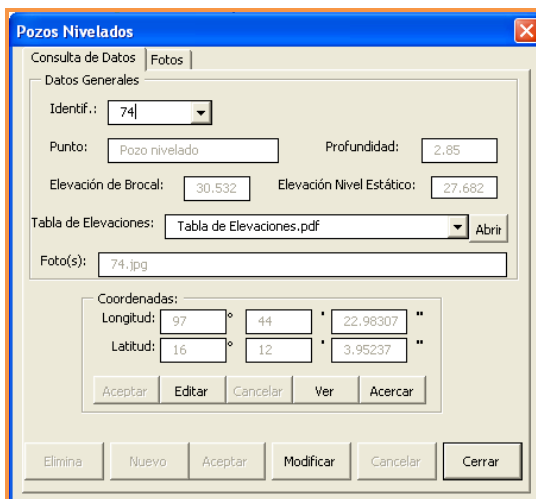 Pozos Nivelados
Consulta de Datos Fotos
Datos Generales
Identif.: 74
Punto: Pozo nivelado Profundidad: 2.85
Elevación de Brocal: 30.532 Elevación Nivel Estático: 27.682
Tabla de Elevaciones: Tabla de Elevaciones.pdf Abrir
Foto(s): 74.jpg
Coordenadas:
Longitud: 97 ° 44 ' 22.98307 "
Latitud: 16 ° 12 ' 3.95237 "
Aceptar Editar Cancelar Ver Acercar
Elimina Nuevo Aceptar Modificar Cancelar Cerrar